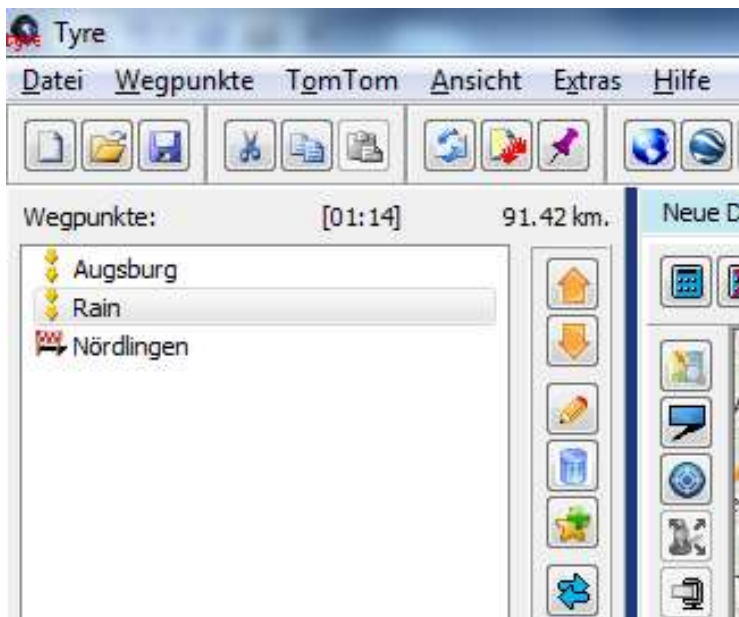 Tyre
Datei Wegpunkte TomTom Ansicht Extras Hilfe
Wegpunkte: [01:14] 91.42 km. Neue D
Augsburg
Rain
Nördlingen